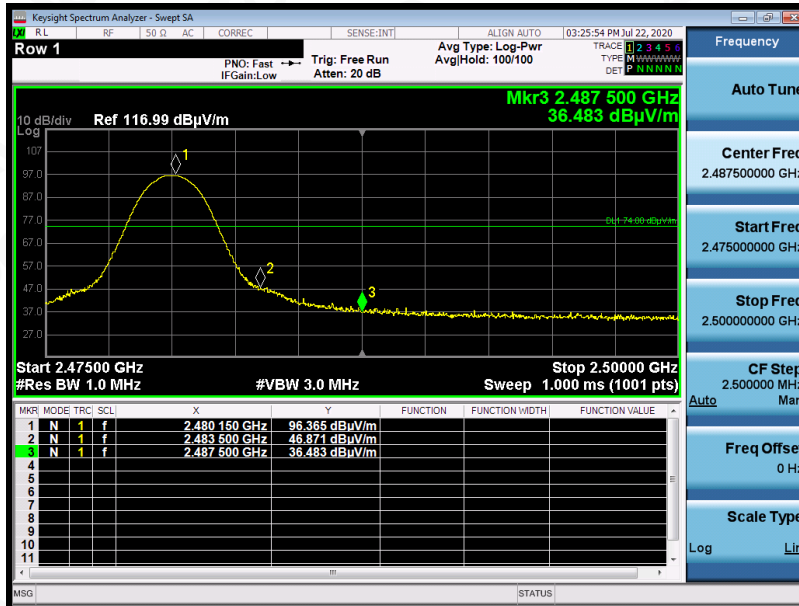 Keysight Spectrum Analyzer - Swept SA
RL RF 50 Ω AC CORREC SENSE:INT ALIGN AUTO 03:25:54 PM Jul 22, 2020
Row 1
PNO: Fast
IFGain:Low
Trig: Free Run
Atten: 20 dB
Avg Type: Log-Pwr
Avg|Hold: 100/100
TRACE 1 2 3 4 5 6
TYPE M WWWWW
DET P N N N N N
Mkr3 2.487 500 GHz
36.483 dBµV/m
10 dB/div Ref 116.99 dBµV/m
Log
107
97.0
87.0
77.0
67.0
57.0
47.0
37.0
27.0
1
2
3
DL1 74.00 dBµV/m
Start 2.47500 GHz Stop 2.50000 GHz
#Res BW 1.0 MHz #VBW 3.0 MHz Sweep 1.000 ms (1001 pts)
MKR MODE TRC SCL X Y FUNCTION FUNCTION WIDTH FUNCTION VALUE
1 N 1 f 2.480 150 GHz 96.365 dBµV/m
2 N 1 f 2.483 500 GHz 46.871 dBµV/m
3 N 1 f 2.487 500 GHz 36.483 dBµV/m
4
5
6
7
8
9
10
11
MSG STATUS
Frequency
Auto Tune
Center Freq
2.487500000 GHz
Start Freq
2.475000000 GHz
Stop Freq
2.500000000 GHz
CF Step
2.500000 MHz
Auto Man
Freq Offset
0 Hz
Scale Type
Log Lin